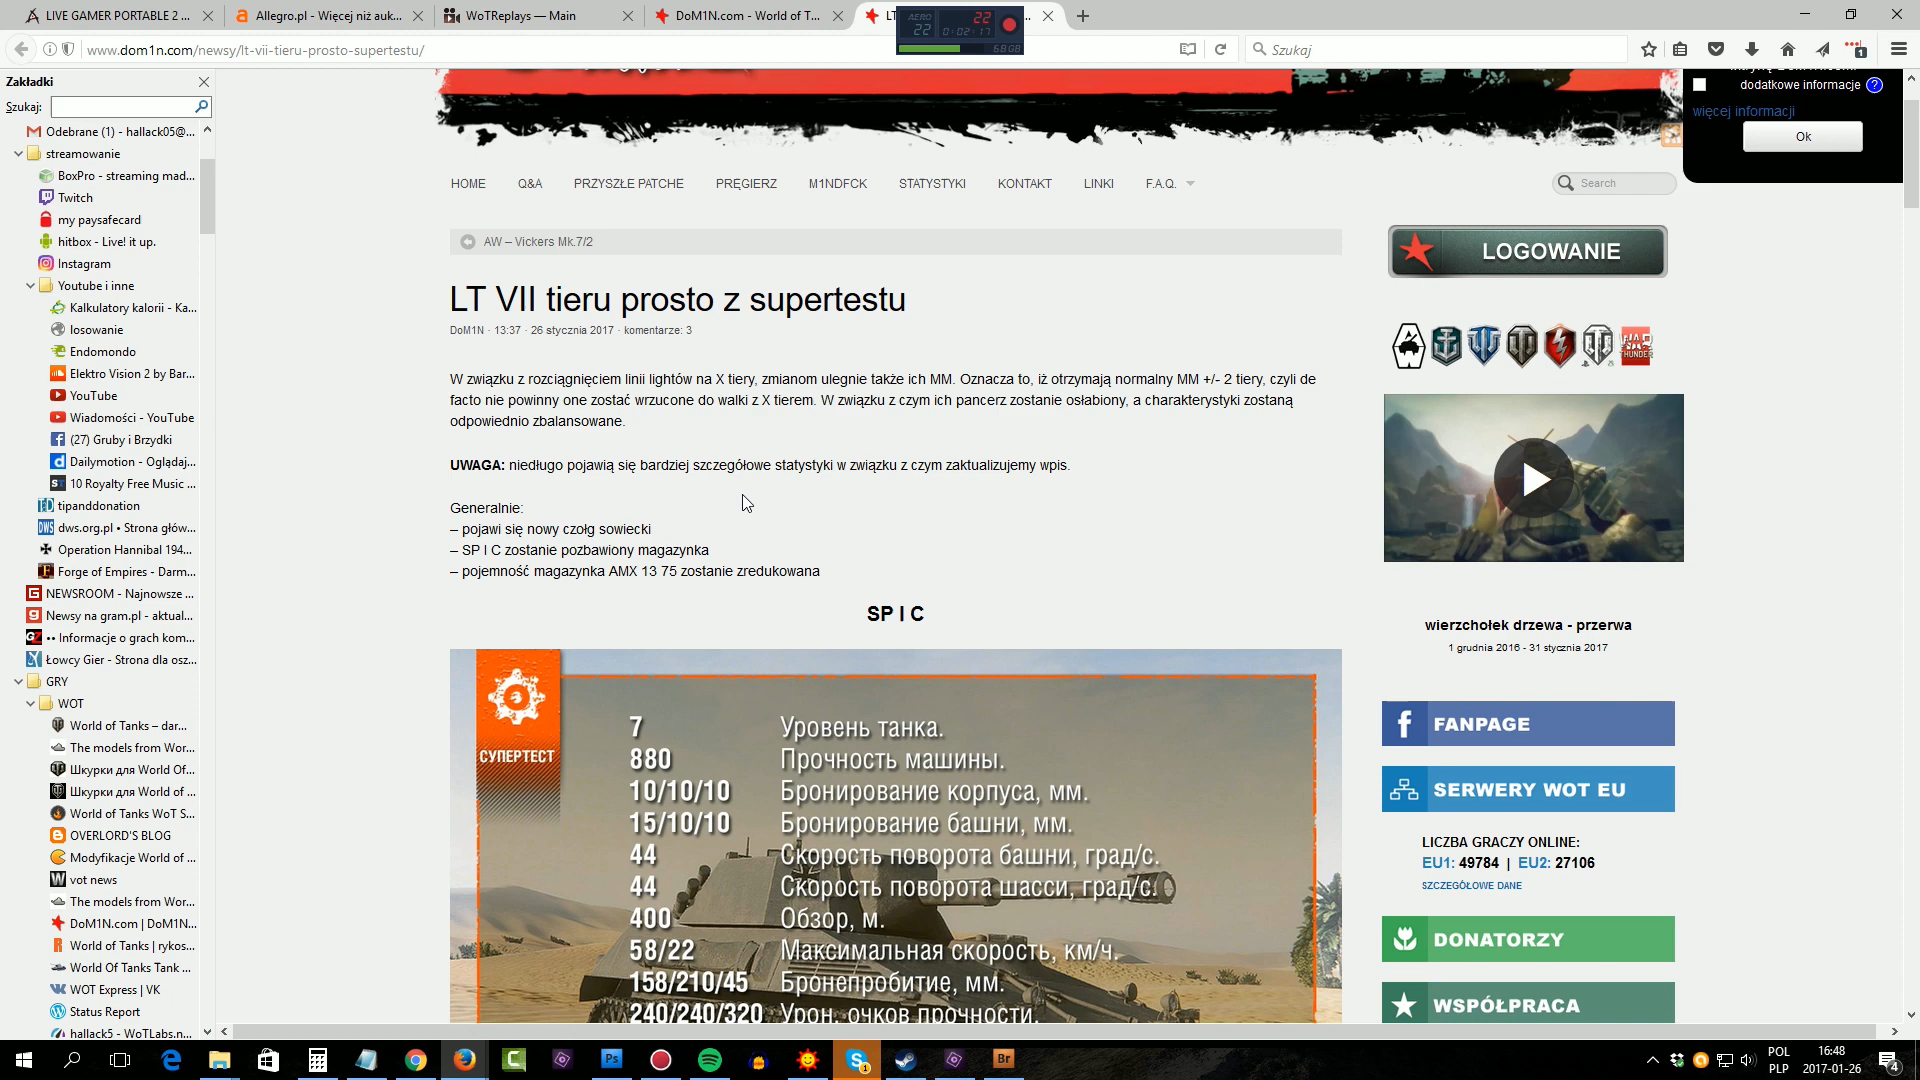 LIVE GAMER PORTABLE 2 ...
Allegro.pl - Więcej niż auk...
WoTReplays — Main
DoM1N.com - World of T...
LT
AERO
22
22
0:02:17
68GB
www.dom1n.com/newsy/lt-vii-tieru-prosto-supertestu/
Szukaj
Zakładki
Szukaj:
Odebrane (1) - hallack05@...
streamowanie
BoxPro - streaming mad...
Twitch
my paysafecard
hitbox - Live! it up.
Instagram
Youtube i inne
Kalkulatory kalorii - Ka...
losowanie
Endomondo
Elektro Vision 2 by Bar...
YouTube
Wiadomości - YouTube
(27) Gruby i Brzydki
Dailymotion - Oglądaj...
10 Royalty Free Music ...
tipanddonation
dws.org.pl • Strona głów...
Operation Hannibal 194...
Forge of Empires - Darm...
NEWSROOM - Najnowsze ...
Newsy na gram.pl - aktual...
•• Informacje o grach kom...
Łowcy Gier - Strona dla osz...
GRY
WOT
World of Tanks – dar...
The models from Wor...
Шкурки для World Of...
Шкурки для World of ...
World of Tanks WoT S...
OVERLORD'S BLOG
Modyfikacje World of ...
vot news
The models from Wor...
DoM1N.com | DoM1N...
World of Tanks | rykos...
World Of Tanks Tank ...
WOT Express | VK
Status Report
hallack5 - WoTLabs.n...
dodatkowe informacje ?
więcej informacji
Ok
HOME
Q&A
PRZYSZŁE PATCHE
PRĘGIERZ
M1NDFCK
STATYSTYKI
KONTAKT
LINKI
F.A.Q.
Search
AW – Vickers Mk.7/2
LT VII tieru prosto z supertestu
DoM1N · 13:37 · 26 stycznia 2017 · komentarze: 3
W związku z rozciągnięciem linii lightów na X tiery, zmianom ulegnie także ich MM. Oznacza to, iż otrzymają normalny MM +/- 2 tiery, czyli de
facto nie powinny one zostać wrzucone do walki z X tierem. W związku z czym ich pancerz zostanie osłabiony, a charakterystyki zostaną
odpowiednio zbalansowane.
UWAGA: niedługo pojawią się bardziej szczegółowe statystyki w związku z czym zaktualizujemy wpis.
Generalnie:
– pojawi się nowy czołg sowiecki
– SP I C zostanie pozbawiony magazynka
– pojemność magazynka AMX 13 75 zostanie zredukowana
SP I C
СУПЕРТЕСТ
7 Уровень танка.
880 Прочность машины.
10/10/10 Бронирование корпуса, мм.
15/10/10 Бронирование башни, мм.
44 Скорость поворота башни, град/с.
44 Скорость поворота шасси, град/с.
400 Обзор, м.
58/22 Максимальная скорость, км/ч.
158/210/45 Бронепробитие, мм.
240/240/320 Урон, очков прочности.
LOGOWANIE
WAR THUNDER
wierzchołek drzewa - przerwa
1 grudnia 2016 - 31 stycznia 2017
FANPAGE
SERWERY WOT EU
LICZBA GRACZY ONLINE:
EU1: 49784 | EU2: 27106
SZCZEGÓŁOWE DANE
DONATORZY
WSPÓŁPRACA
Ps
Br
1
POL
PLP
16:48
2017-01-26
4